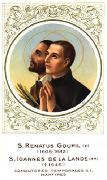 S. RENATUS GOUPIL (M)
(1608-1642)
S. IOANNES DE LA LANDE (M)
†1646
COADIUTORES TEMPORALES S.I.
MARTYRES